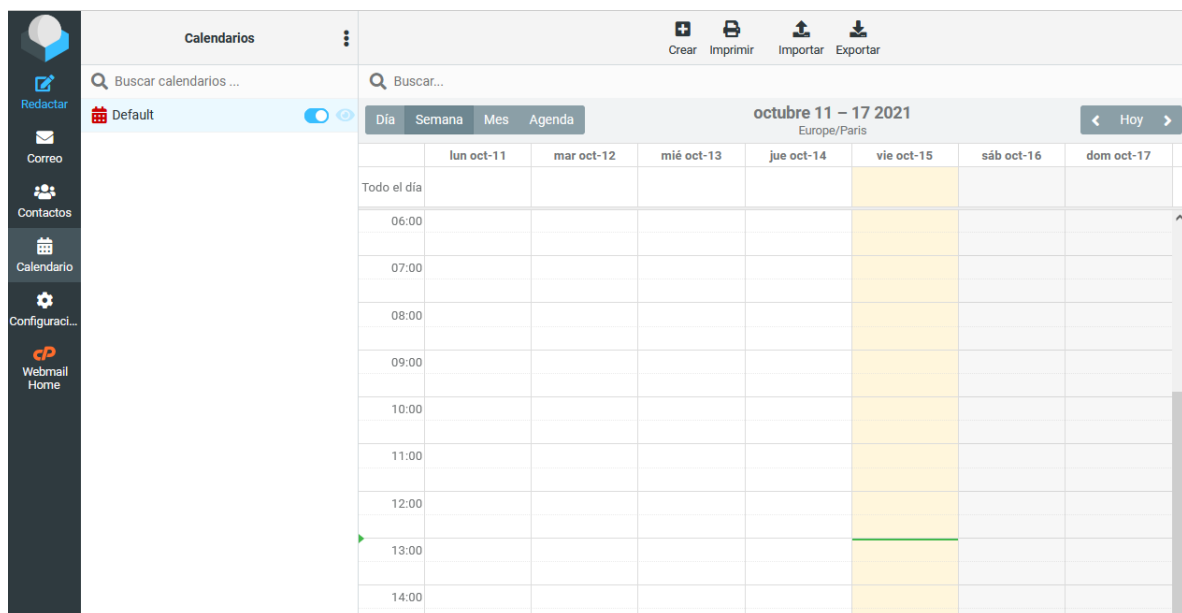 Redactar
Correo
Contactos
Calendario
Configuraci...
cP
Webmail
Home
Calendarios
Buscar calendarios ...
Default
Crear Imprimir Importar Exportar
Buscar...
Día Semana Mes Agenda
octubre 11 – 17 2021
Europe/Paris
Hoy
lun oct-11 mar oct-12 mié oct-13 jue oct-14 vie oct-15 sáb oct-16 dom oct-17
Todo el día
06:00
07:00
08:00
09:00
10:00
11:00
12:00
13:00
14:00